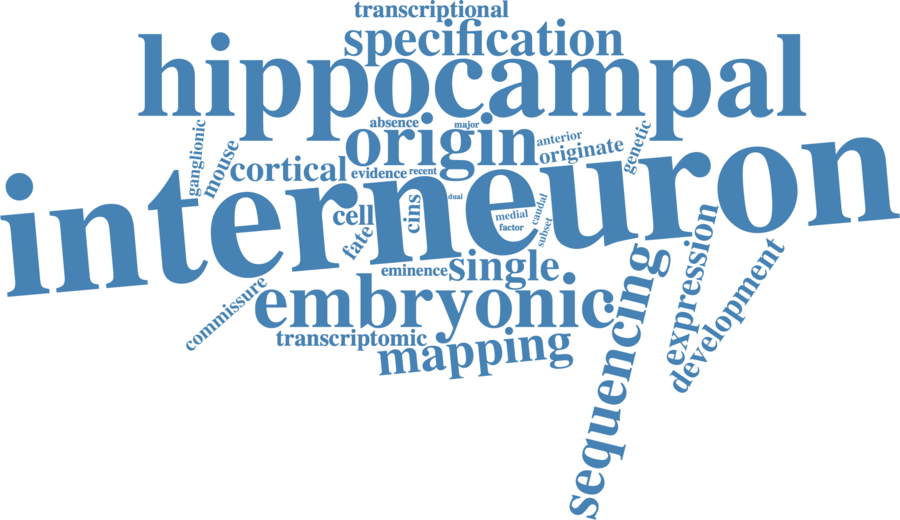 transcriptional
specification
hippocampal
absence
major
origin
anterior
originate
genetic
ganglionic
mouse
cortical
evidence
recent
dual
interneuron
cell
fate
cins
medial
factor
caudal
subset
eminence
single
commissure
embryonic
transcriptomic
mapping
sequencing
expression
development